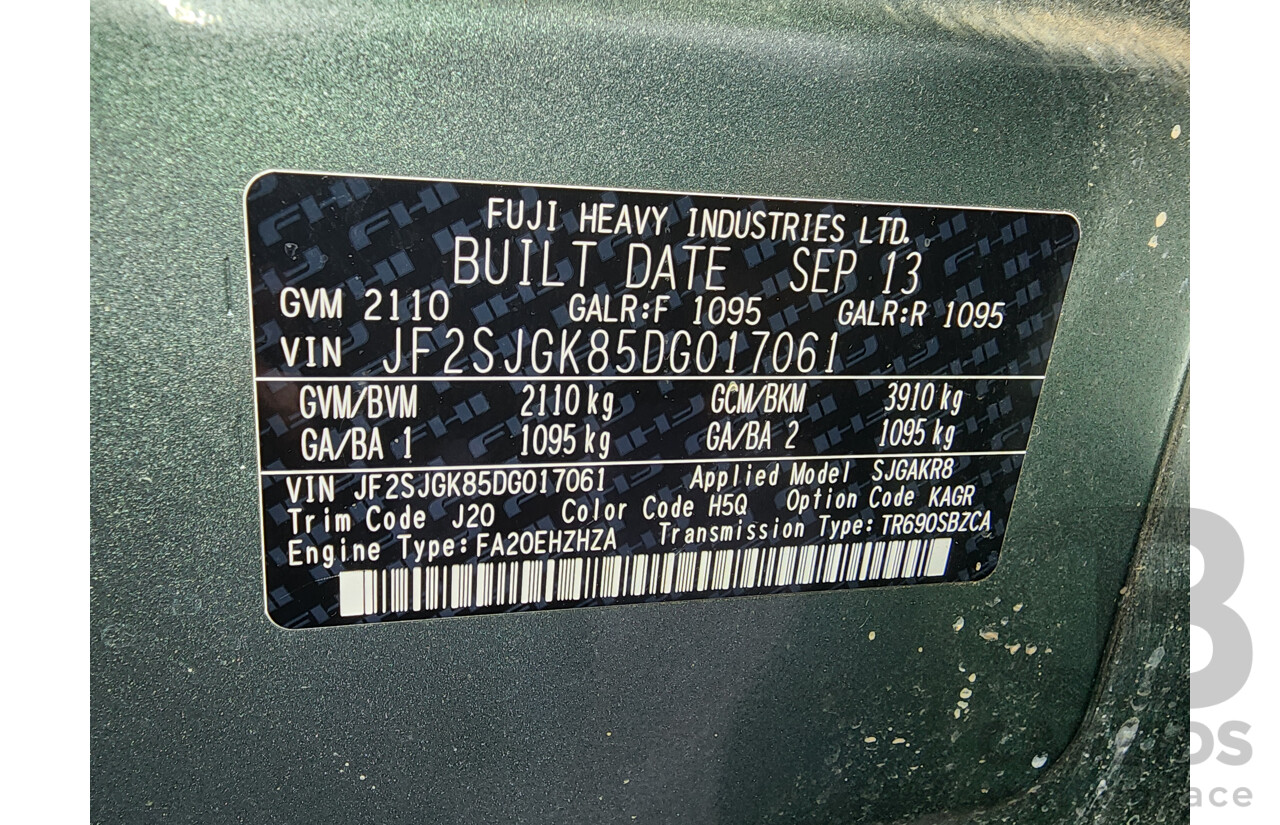 FUJI HEAVY INDUSTRIES LTD.
BUILT DATE SEP 13
GVM 2110 GALR:F 1095 GALR:R 1095
VIN JF2SJGK85DG017061
GVM/BVM 2110 kg GCM/BKM 3910 kg
GA/BA 1 1095 kg GA/BA 2 1095 kg
VIN JF2SJGK85DG017061 Applied Model SJGAKR8
Trim Code J20 Color Code H5Q Option Code KAGR
Engine Type: FA20EHZHZA Transmission Type: TR690SBZCA